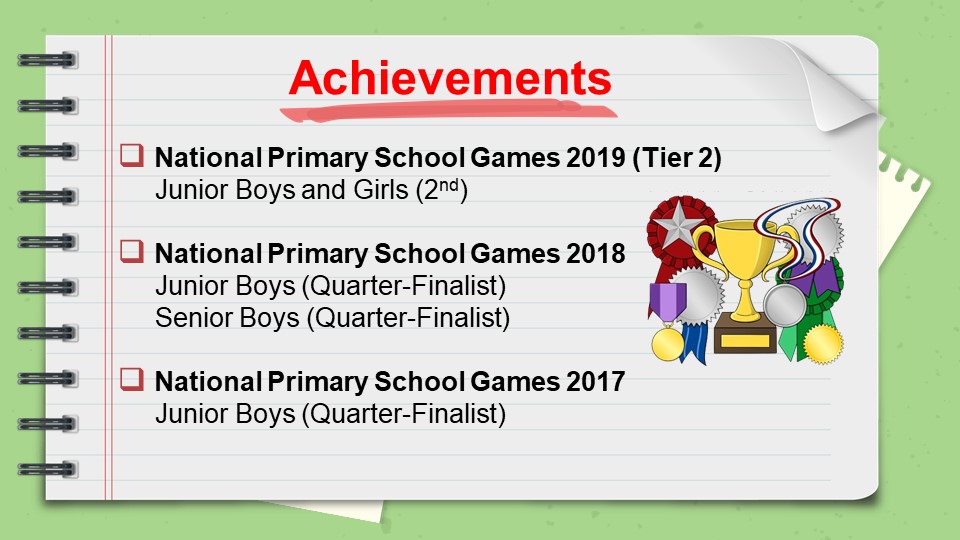 Achievements
National Primary School Games 2019 (Tier 2)
Junior Boys and Girls (2nd)
National Primary School Games 2018
Junior Boys (Quarter-Finalist)
Senior Boys (Quarter-Finalist)
National Primary School Games 2017
Junior Boys (Quarter-Finalist)